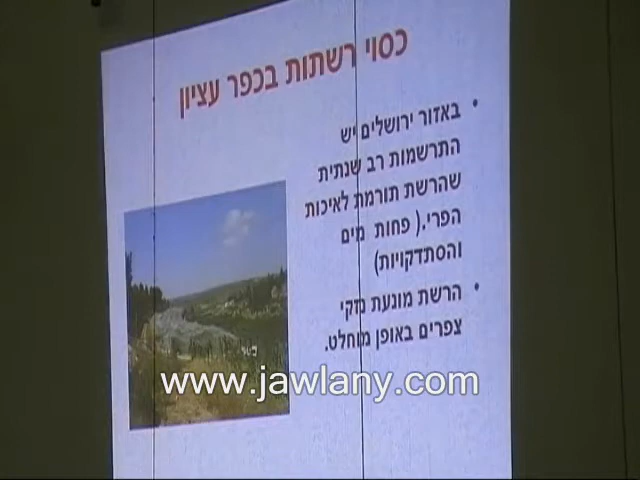 כסוי רשתות בכפר עציון
• באזור ירושלים יש
התרשמות רב שנתית
שהרשת תורמת לאיכות
הפרי.( פחות מים
והסתדקויות)
• הרשת מונעת נזקי
צפרים באופן מוחלט.
www.jawlany.com